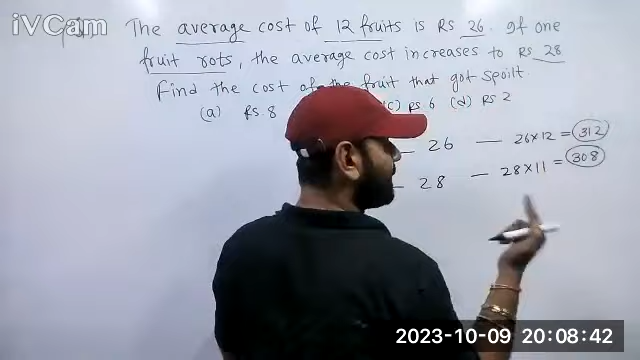 iVCam
The average cost of 12 fruits is Rs 26. If one
fruit rots, the average cost increases to Rs 28
Find the cost of the fruit that got spoilt.
(a) Rs 8 (c) Rs 6 (d) Rs 2
— 26 — 26×12 = 312
— 28 — 28×11 = 308
2023-10-09 20:08:42